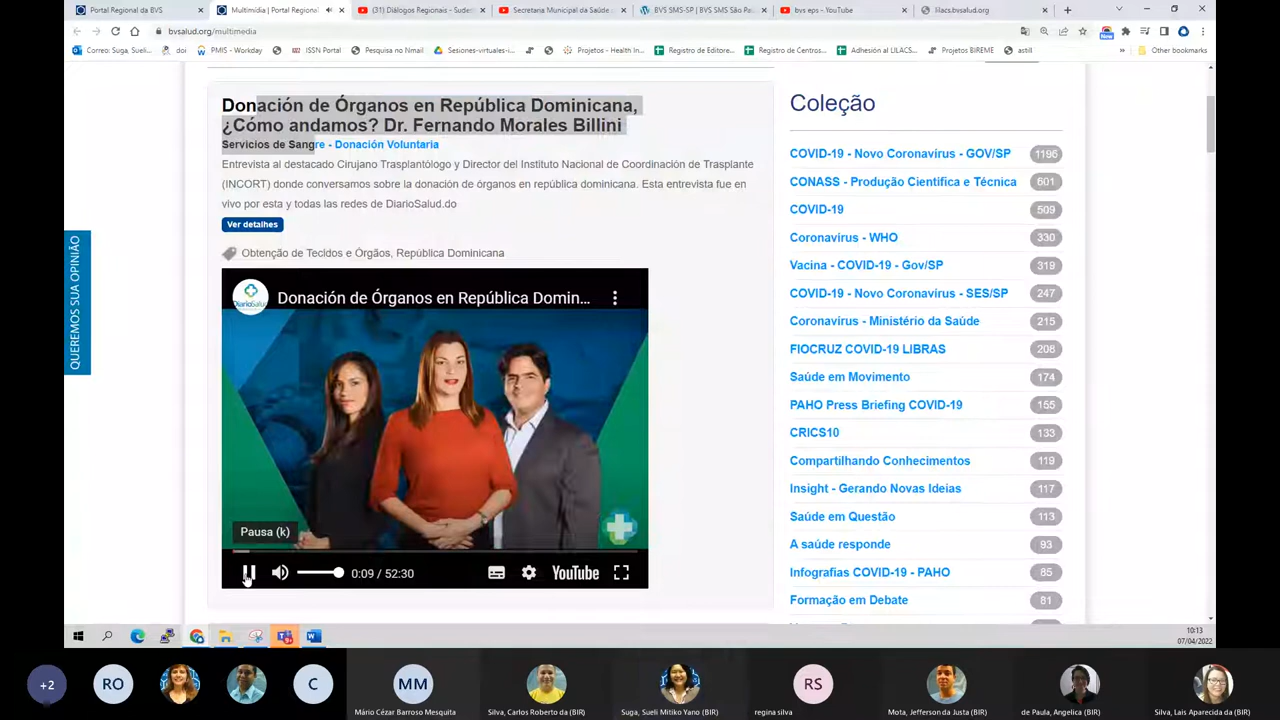 Portal Regional da BVS
Multimídia | Portal Regional
(31) Diálogos Regionais - Sudest
Secretaria Municipal da Saúde
BVS SMS-SP | BVS SMS São Pa
bvs eps - YouTube
lilacs.bvsalud.org
bvsalud.org/multimedia
New
Correo: Suga, Sueli...
doi
PMIS - Workday
ISSN Portal
Pesquisa no Nmail
Sesiones-virtuales-i...
Projetos - Health In...
Registro de Editore...
Registro de Centros...
Adhesión al LILACS...
Projetos BIREME
astill
»
Other bookmarks
Donación de Órganos en República Dominicana,
¿Cómo andamos? Dr. Fernando Morales Billini
Servicios de Sangre - Donación Voluntaria
Entrevista al destacado Cirujano Trasplantólogo y Director del Instituto Nacional de Coordinación de Trasplante
(INCORT) donde conversamos sobre la donación de órganos en república dominicana. Esta entrevista fue en
vivo por esta y todas las redes de DiarioSalud.do
Ver detalhes
Obtenção de Tecidos e Órgãos, República Dominicana
DiarioSalud
Donación de Órganos en República Domin...
Pausa (k)
0:09 / 52:30
YouTube
QUEREMOS SUA OPINIÃO
Coleção
COVID-19 - Novo Coronavírus - GOV/SP 1195
CONASS - Produção Científica e Técnica 601
COVID-19 509
Coronavírus - WHO 330
Vacina - COVID-19 - Gov/SP 319
COVID-19 - Novo Coronavírus - SES/SP 247
Coronavírus - Ministério da Saúde 215
FIOCRUZ COVID-19 LIBRAS 208
Saúde em Movimento 174
PAHO Press Briefing COVID-19 155
CRICS10 133
Compartilhando Conhecimentos 119
Insight - Gerando Novas Ideias 117
Saúde em Questão 113
A saúde responde 93
Infografias COVID-19 - PAHO 85
Formação em Debate 81
10:13
07/04/2022
+2
RO
C
MM
RS
Mário Cézar Barroso Mesquita
Silva, Carlos Roberto da (BIR)
Suga, Sueli Mitiko Yano (BIR)
regina silva
Mota, Jefferson da Justa (BIR)
de Paula, Angelica (BIR)
Silva, Lais Aparecida da (BIR)